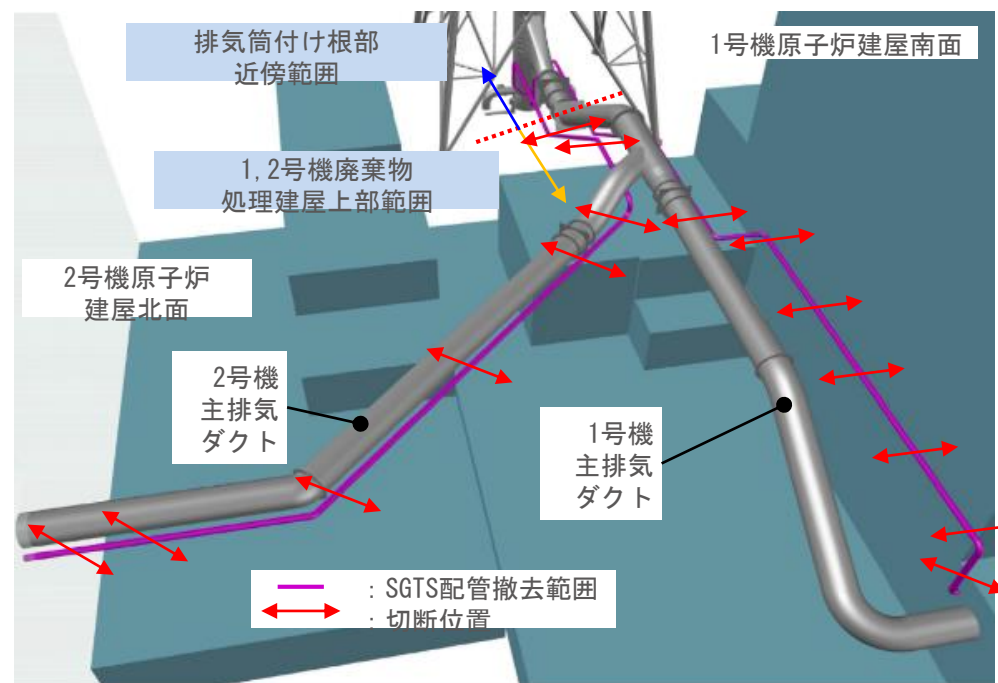 排気筒付け根部
近傍範囲
1号機原子炉建屋南面
1,2号機廃棄物
処理建屋上部範囲
2号機原子炉
建屋北面
2号機
主排気
ダクト
1号機
主排気
ダクト
：SGTS配管撤去範囲
：切断位置